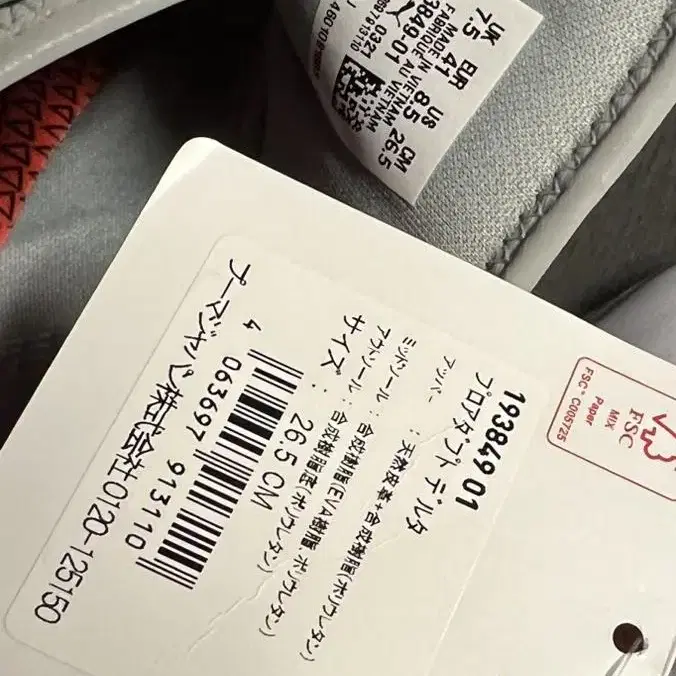 UK EUR US CM
7.5 41 8.5 26.5
MADE IN VIETNAM
FABRIQUE AU VIETNAM
3849-01 0321
193849 01
プロアダプト デルタ
アッパー : 天然皮革+合成樹脂(ポリウレタン)
ミッドソール : 合成樹脂(EVA樹脂.ポリウレタン)
アウトソール : 合成樹脂底(ポリウレタン)
サイズ : 26.5 CM
4 063697 913110
プーマジャパン株式会社0120-125150
FSC
MIX
Paper
FSC® C005725